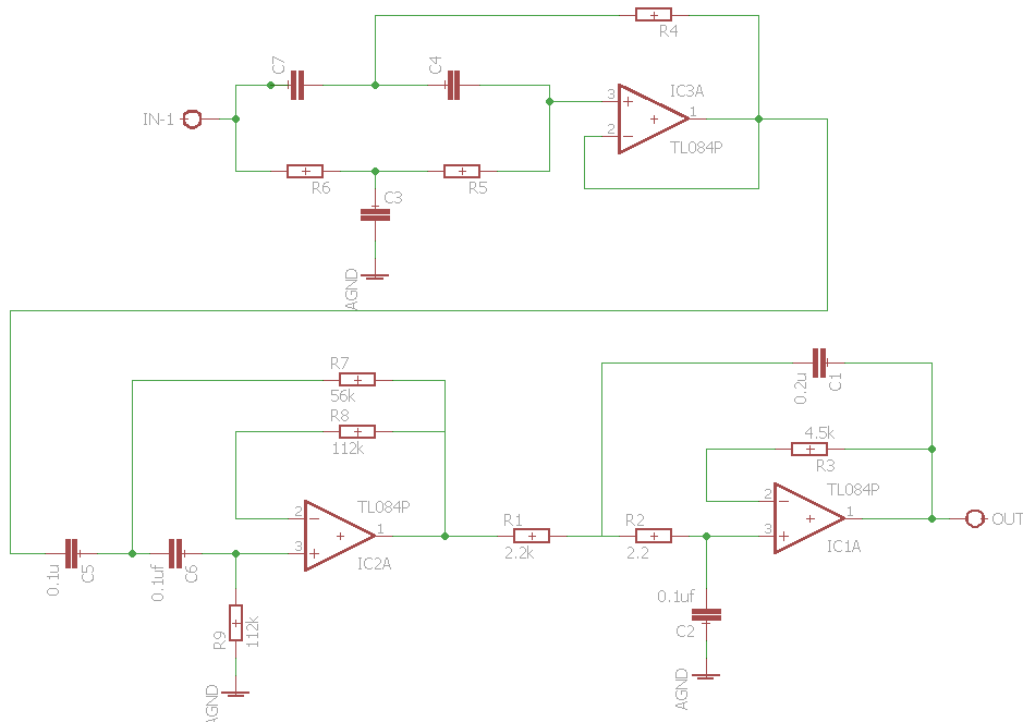 R4
C7
C4
IC3A
IN-1
3
1
2
TL084P
R6
R5
C3
AGND
R7
56k
R8
112k
0.2u
C1
4.5k
R3
TL084P
2
1
3
IC2A
TL084P
2
1
3
IC1A
OUT
R1
2.2k
R2
2.2
0.1u
C5
0.1uf
C6
R9
112k
AGND
0.1uf
C2
AGND